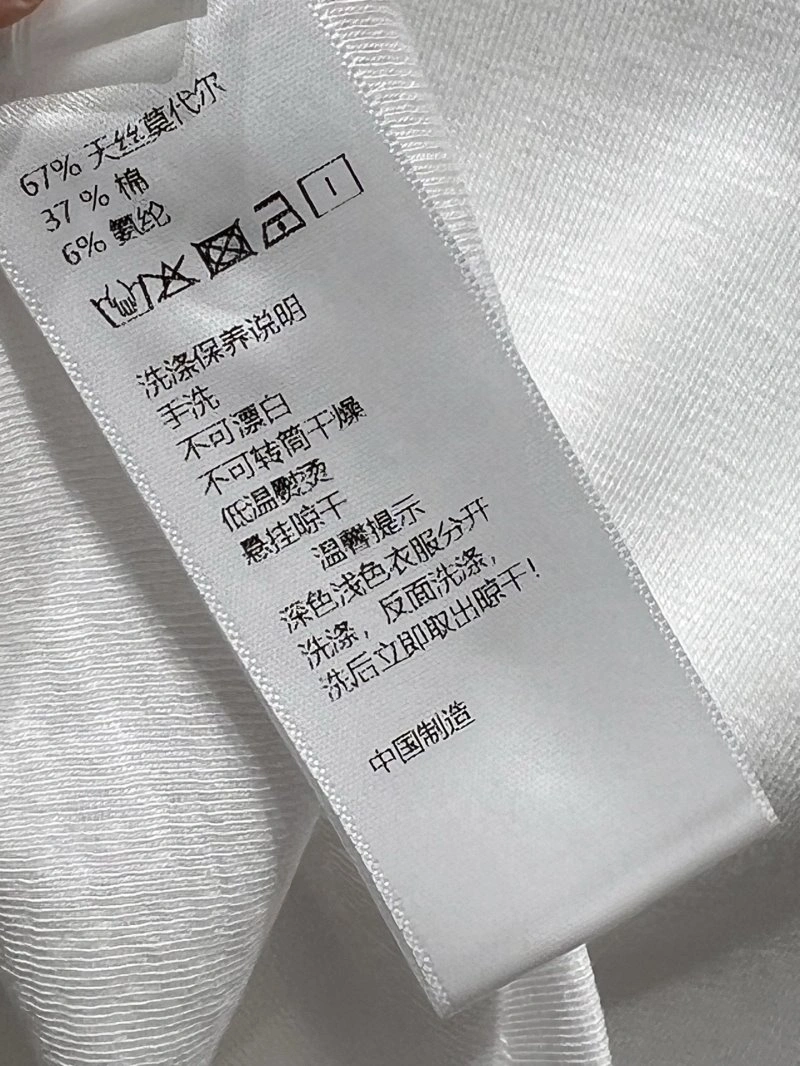 67% 天丝莫代尔
37% 棉
6% 氨纶
洗涤保养说明
手洗
不可漂白
不可转筒干燥
低温熨烫
悬挂晾干
温馨提示
深色浅色衣服分开
洗涤，反面洗涤，
洗后立即取出晾干！
中国制造